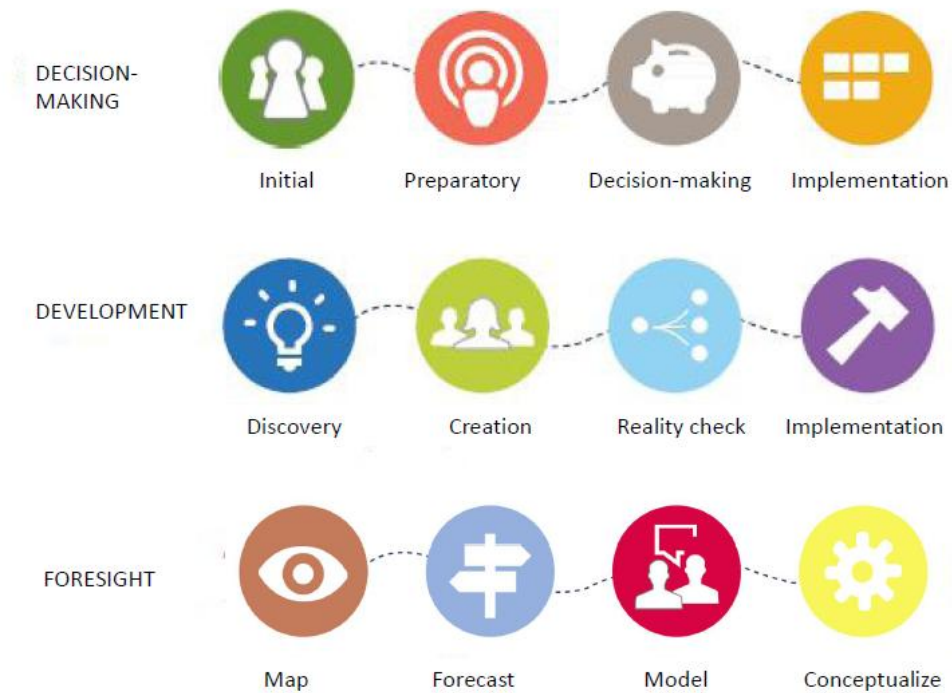 DECISION-
MAKING
Initial
Preparatory
Decision-making
Implementation
DEVELOPMENT
Discovery
Creation
Reality check
Implementation
FORESIGHT
Map
Forecast
Model
Conceptualize